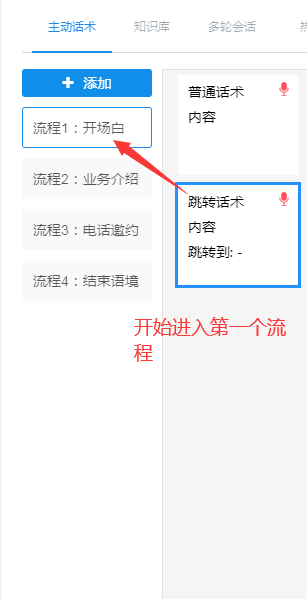 主动话术 知识库 多轮会话
添加
流程1：开场白
流程2：业务介绍
流程3：电话邀约
流程4：结束语境
普通话术
内容
跳转话术
内容
跳转到: -
开始进入第一个流
程